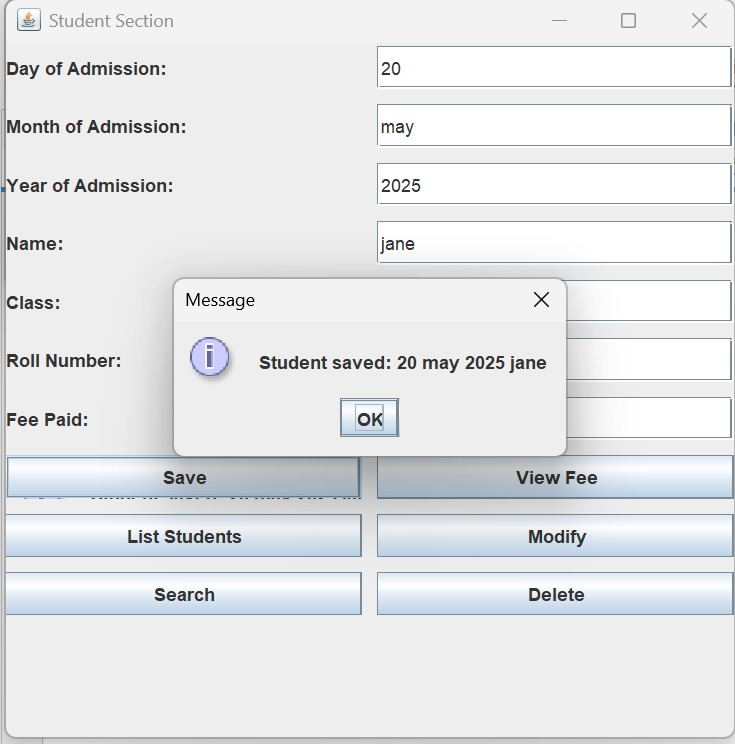 Student Section
Day of Admission: 20
Month of Admission: may
Year of Admission: 2025
Name: jane
Class:
Roll Number:
Fee Paid:
Message
Student saved: 20 may 2025 jane
OK
Save View Fee
List Students Modify
Search Delete